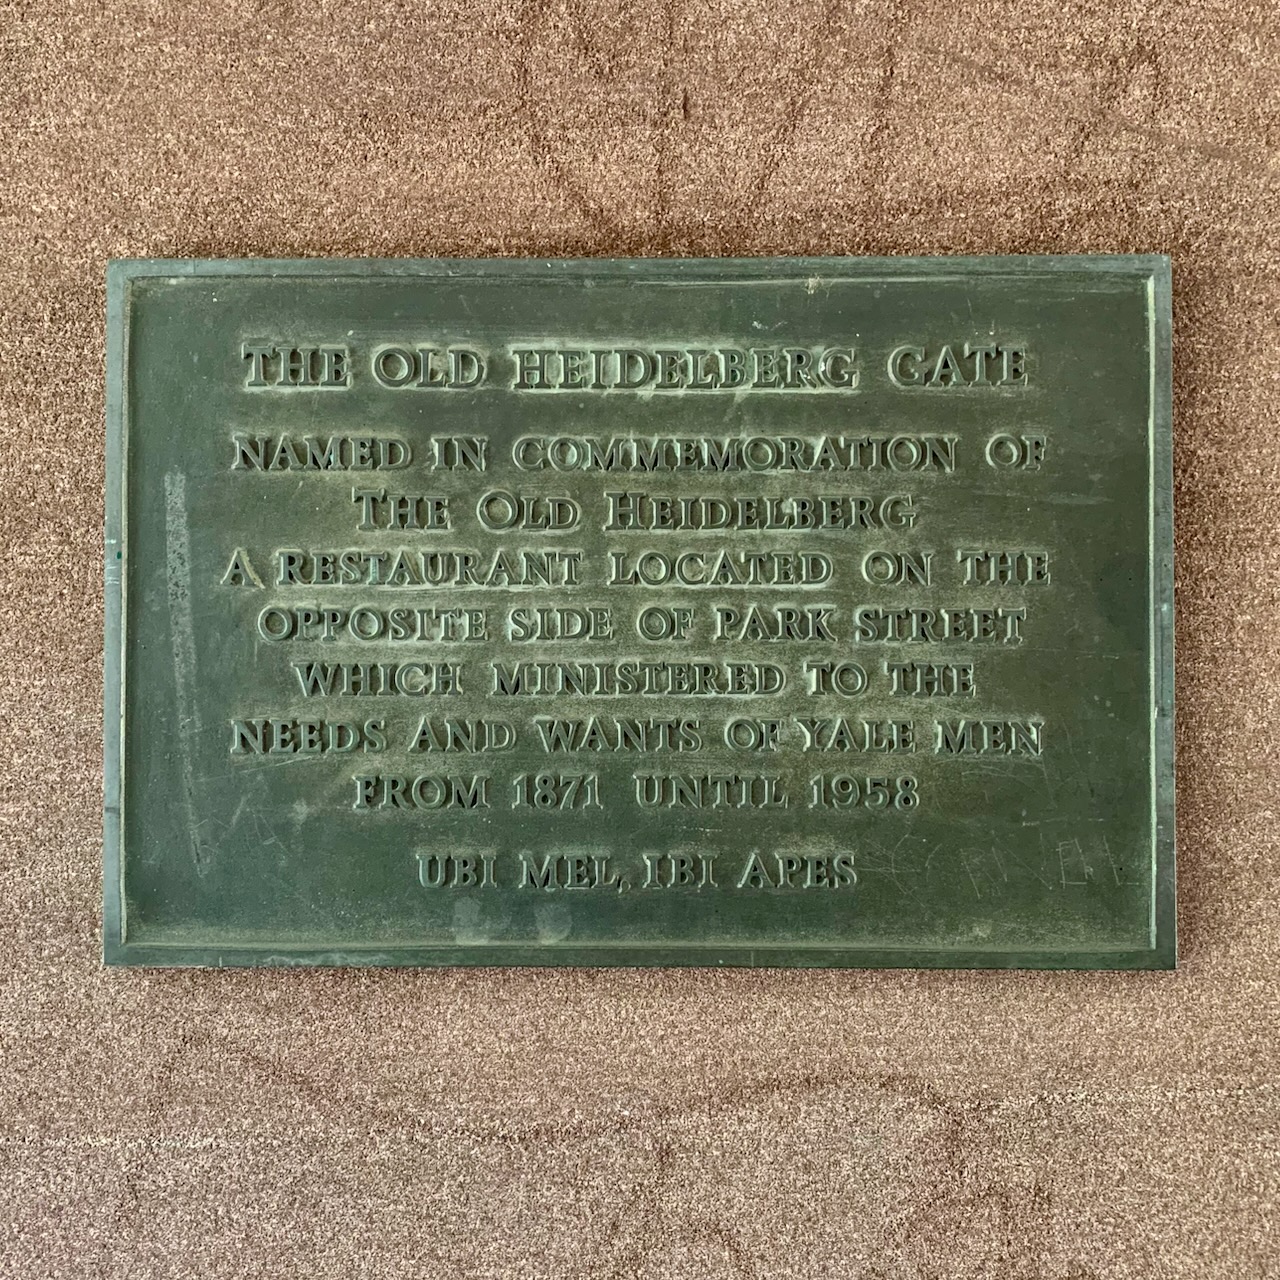 THE OLD HEIDELBERG GATE
NAMED IN COMMEMORATION OF
THE OLD HEIDELBERG
A RESTAURANT LOCATED ON THE
OPPOSITE SIDE OF PARK STREET
WHICH MINISTERED TO THE
NEEDS AND WANTS OF YALE MEN
FROM 1871 UNTIL 1958
UBI MEL, IBI APES